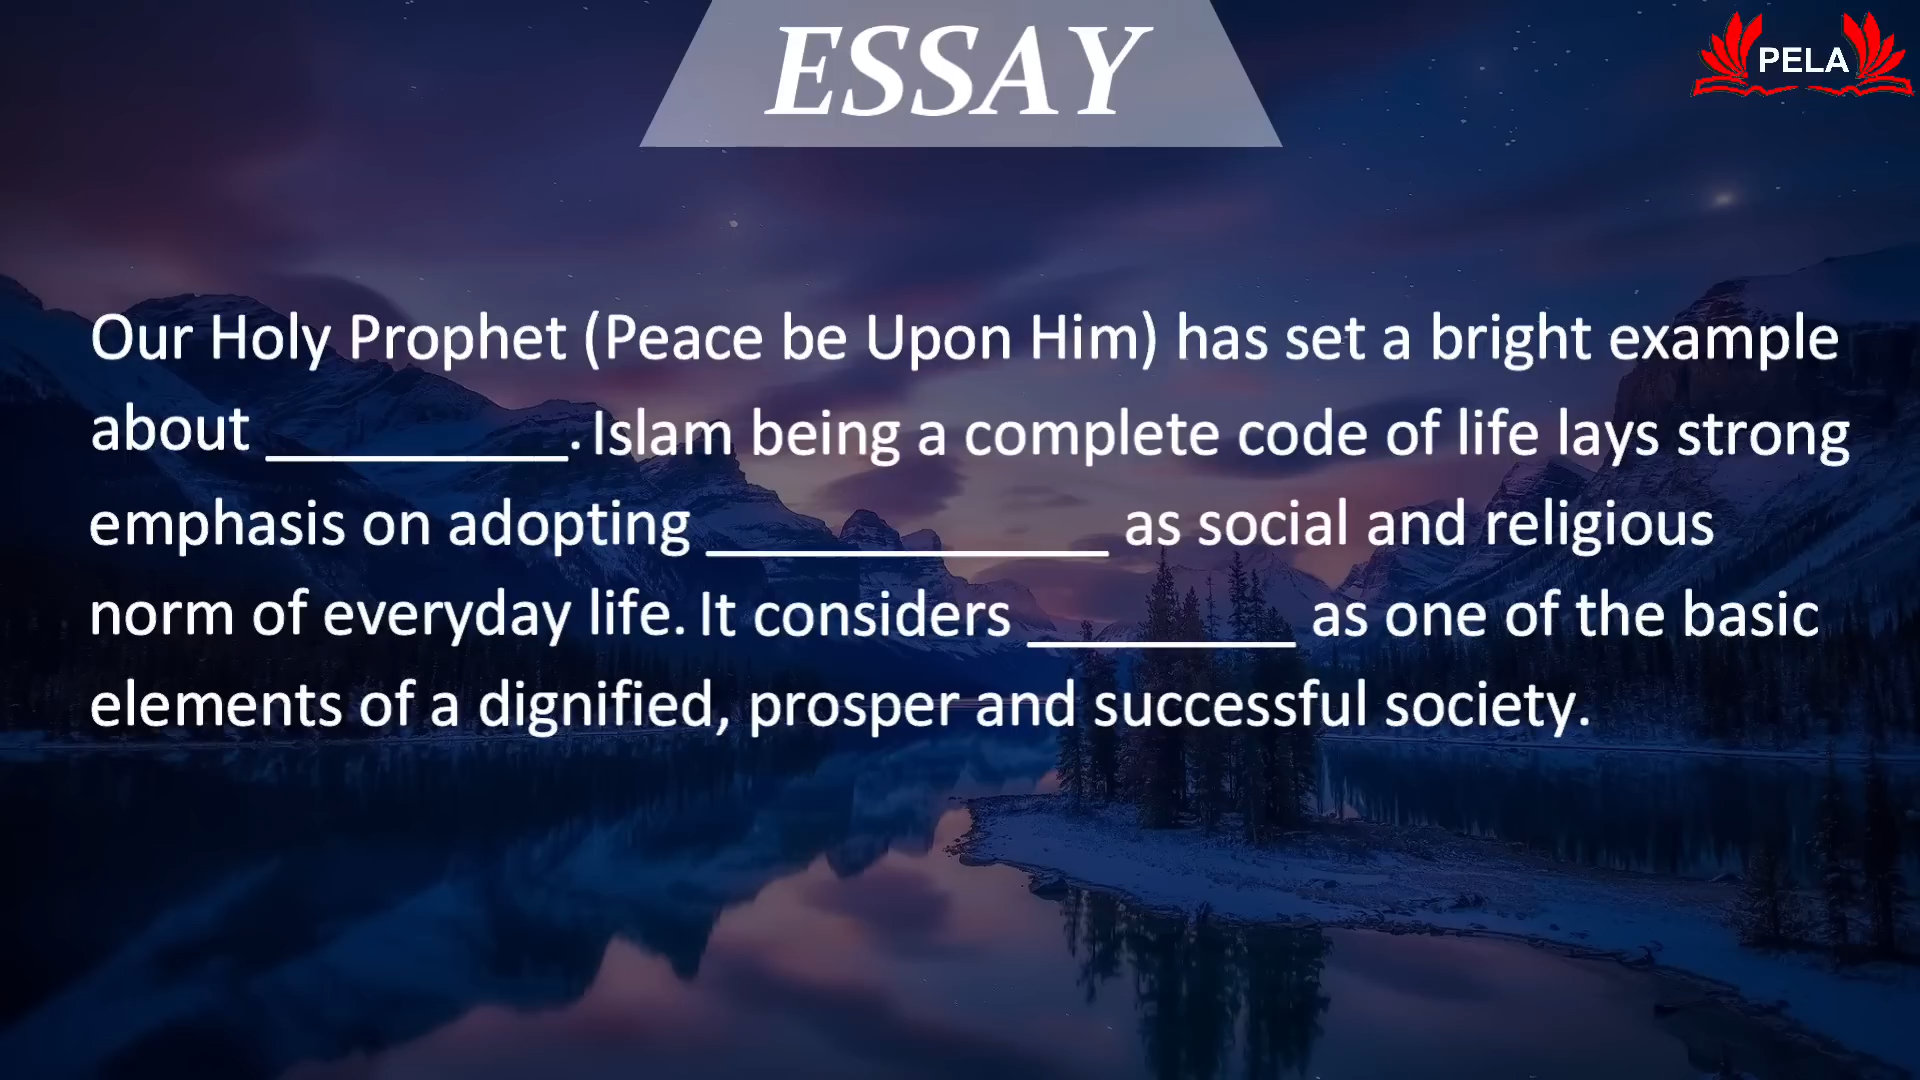 ESSAY
PELA
Our Holy Prophet (Peace be Upon Him) has set a bright example
about _________. Islam being a complete code of life lays strong
emphasis on adopting ____________ as social and religious
norm of everyday life. It considers ________ as one of the basic
elements of a dignified, prosper and successful society.